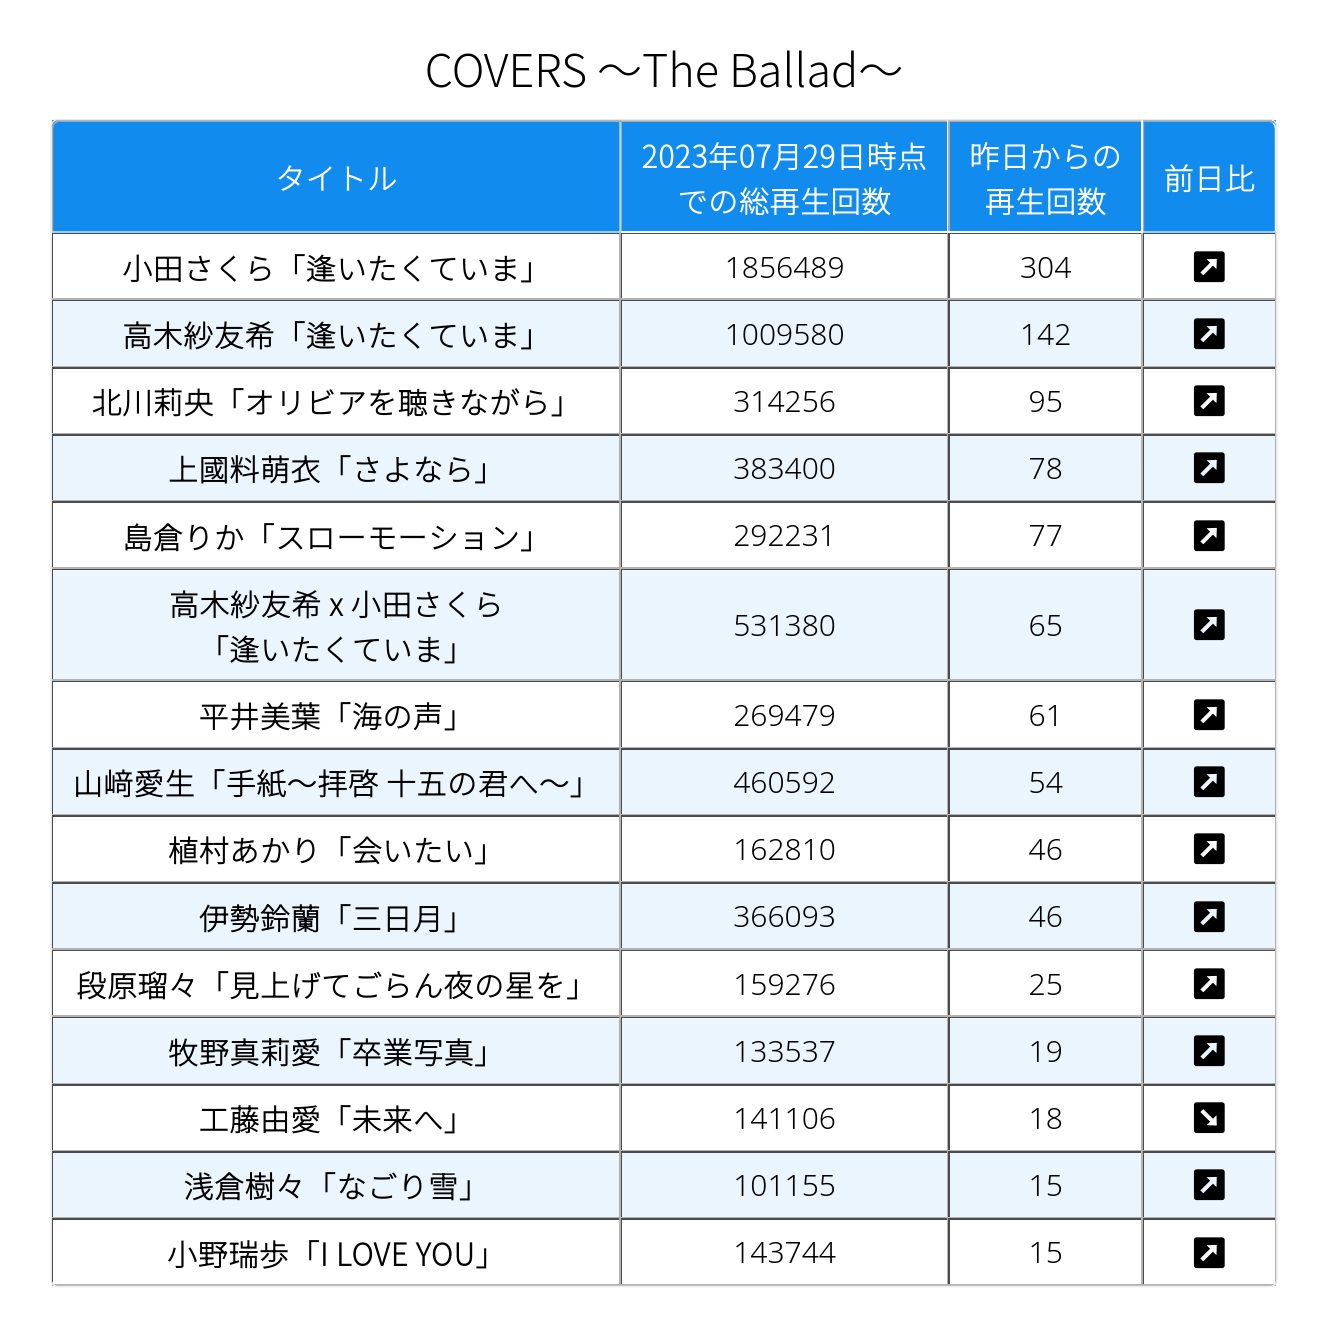 COVERS ～The Ballad～
タイトル
2023年07月29日時点
での総再生回数
昨日からの
再生回数
前日比
小田さくら「逢いたくていま」 1856489 304
高木紗友希「逢いたくていま」 1009580 142
北川莉央「オリビアを聴きながら」 314256 95
上國料萌衣「さよなら」 383400 78
島倉りか「スローモーション」 292231 77
高木紗友希 x 小田さくら
「逢いたくていま」 531380 65
平井美葉「海の声」 269479 61
山﨑愛生「手紙～拝啓 十五の君へ～」 460592 54
植村あかり「会いたい」 162810 46
伊勢鈴蘭「三日月」 366093 46
段原瑠々「見上げてごらん夜の星を」 159276 25
牧野真莉愛「卒業写真」 133537 19
工藤由愛「未来へ」 141106 18
浅倉樹々「なごり雪」 101155 15
小野瑞歩「I LOVE YOU」 143744 15